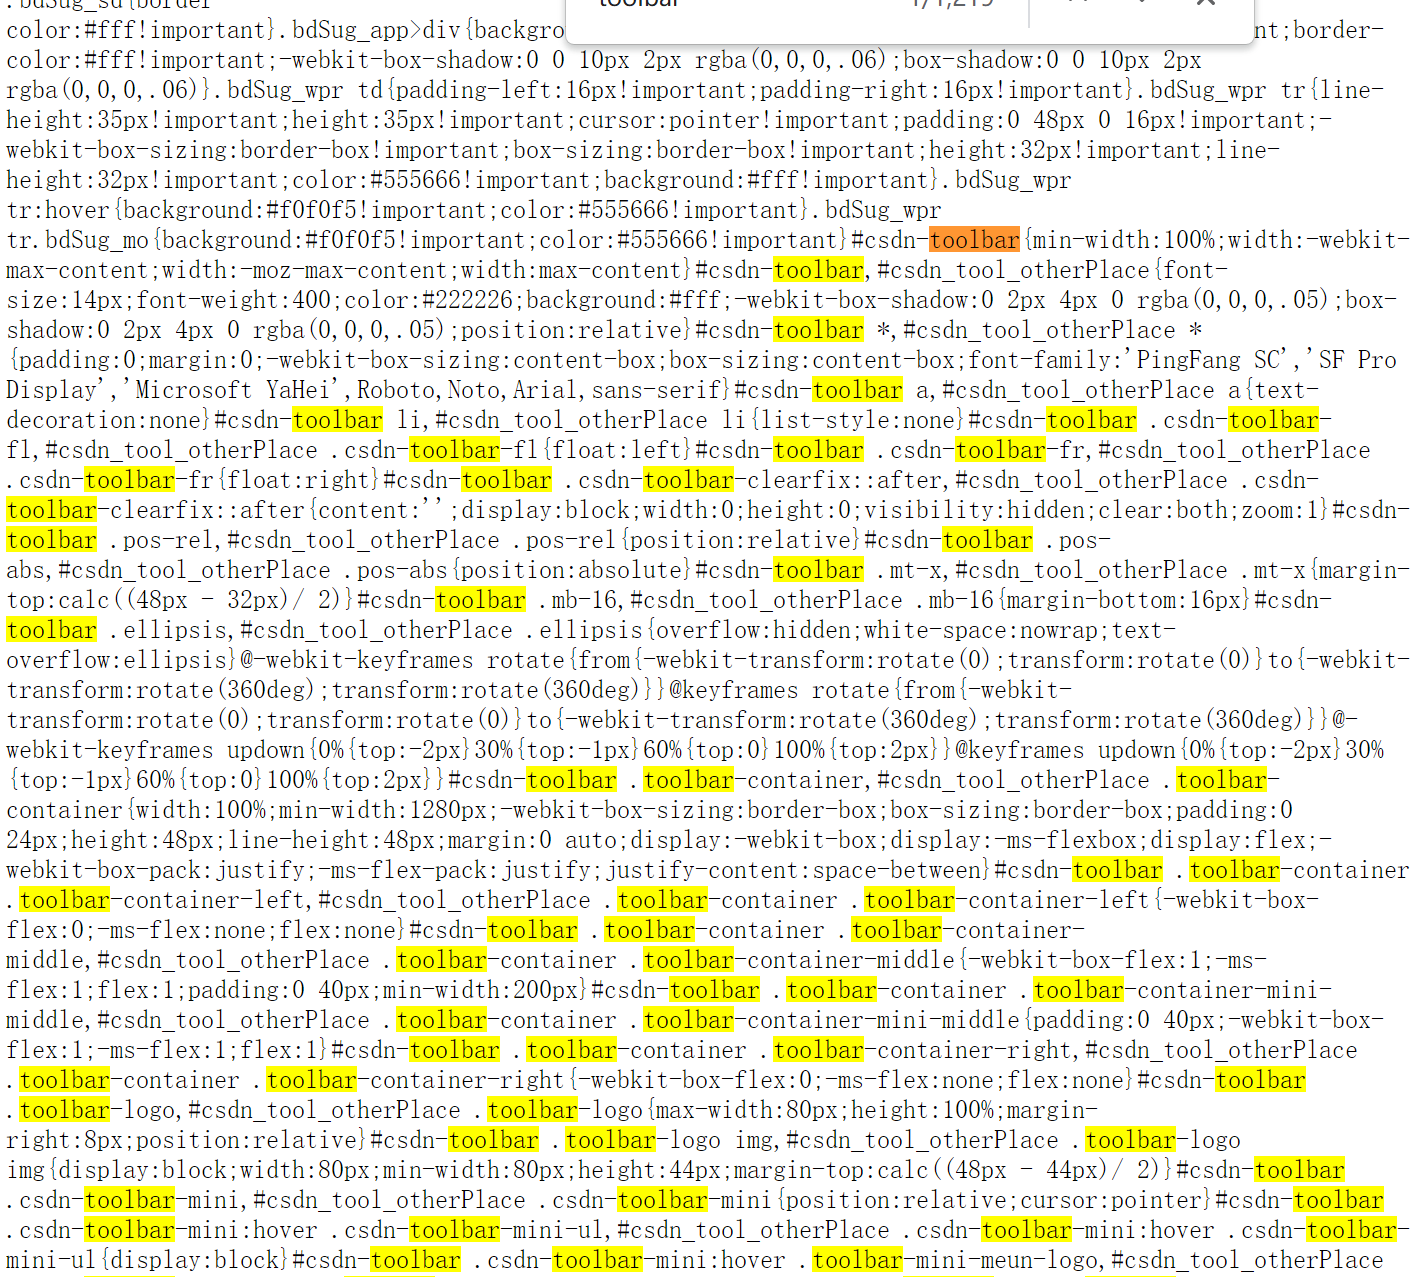 .bdSug_sd{border
toolbar 1/1,219
color:#fff!important}.bdSug_app>div{backgro nt;border-
color:#fff!important;-webkit-box-shadow:0 0 10px 2px rgba(0,0,0,.06);box-shadow:0 0 10px 2px
rgba(0,0,0,.06)}.bdSug_wpr td{padding-left:16px!important;padding-right:16px!important}.bdSug_wpr tr{line-
height:35px!important;height:35px!important;cursor:pointer!important;padding:0 48px 0 16px!important;-
webkit-box-sizing:border-box!important;box-sizing:border-box!important;height:32px!important;line-
height:32px!important;color:#555666!important;background:#fff!important}.bdSug_wpr
tr:hover{background:#f0f0f5!important;color:#555666!important}.bdSug_wpr
tr.bdSug_mo{background:#f0f0f5!important;color:#555666!important}#csdn-toolbar{min-width:100%;width:-webkit-
max-content;width:-moz-max-content;width:max-content}#csdn-toolbar,#csdn_tool_otherPlace{font-
size:14px;font-weight:400;color:#222226;background:#fff;-webkit-box-shadow:0 2px 4px 0 rgba(0,0,0,.05);box-
shadow:0 2px 4px 0 rgba(0,0,0,.05);position:relative}#csdn-toolbar *,#csdn_tool_otherPlace *
{padding:0;margin:0;-webkit-box-sizing:content-box;box-sizing:content-box;font-family:'PingFang SC','SF Pro
Display','Microsoft YaHei',Roboto,Noto,Arial,sans-serif}#csdn-toolbar a,#csdn_tool_otherPlace a{text-
decoration:none}#csdn-toolbar li,#csdn_tool_otherPlace li{list-style:none}#csdn-toolbar .csdn-toolbar-
fl,#csdn_tool_otherPlace .csdn-toolbar-fl{float:left}#csdn-toolbar .csdn-toolbar-fr,#csdn_tool_otherPlace
.csdn-toolbar-fr{float:right}#csdn-toolbar .csdn-toolbar-clearfix::after,#csdn_tool_otherPlace .csdn-
toolbar-clearfix::after{content:'';display:block;width:0;height:0;visibility:hidden;clear:both;zoom:1}#csdn-
toolbar .pos-rel,#csdn_tool_otherPlace .pos-rel{position:relative}#csdn-toolbar .pos-
abs,#csdn_tool_otherPlace .pos-abs{position:absolute}#csdn-toolbar .mt-x,#csdn_tool_otherPlace .mt-x{margin-
top:calc((48px - 32px)/ 2)}#csdn-toolbar .mb-16,#csdn_tool_otherPlace .mb-16{margin-bottom:16px}#csdn-
toolbar .ellipsis,#csdn_tool_otherPlace .ellipsis{overflow:hidden;white-space:nowrap;text-
overflow:ellipsis}@-webkit-keyframes rotate{from{-webkit-transform:rotate(0);transform:rotate(0)}to{-webkit-
transform:rotate(360deg);transform:rotate(360deg)}}@keyframes rotate{from{-webkit-
transform:rotate(0);transform:rotate(0)}to{-webkit-transform:rotate(360deg);transform:rotate(360deg)}}@-
webkit-keyframes updown{0%{top:-2px}30%{top:-1px}60%{top:0}100%{top:2px}}@keyframes updown{0%{top:-2px}30%
{top:-1px}60%{top:0}100%{top:2px}}#csdn-toolbar .toolbar-container,#csdn_tool_otherPlace .toolbar-
container{width:100%;min-width:1280px;-webkit-box-sizing:border-box;box-sizing:border-box;padding:0
24px;height:48px;line-height:48px;margin:0 auto;display:-webkit-box;display:-ms-flexbox;display:flex;-
webkit-box-pack:justify;-ms-flex-pack:justify;justify-content:space-between}#csdn-toolbar .toolbar-container
.toolbar-container-left,#csdn_tool_otherPlace .toolbar-container .toolbar-container-left{-webkit-box-
flex:0;-ms-flex:none;flex:none}#csdn-toolbar .toolbar-container .toolbar-container-
middle,#csdn_tool_otherPlace .toolbar-container .toolbar-container-middle{-webkit-box-flex:1;-ms-
flex:1;flex:1;padding:0 40px;min-width:200px}#csdn-toolbar .toolbar-container .toolbar-container-mini-
middle,#csdn_tool_otherPlace .toolbar-container .toolbar-container-mini-middle{padding:0 40px;-webkit-box-
flex:1;-ms-flex:1;flex:1}#csdn-toolbar .toolbar-container .toolbar-container-right,#csdn_tool_otherPlace
.toolbar-container .toolbar-container-right{-webkit-box-flex:0;-ms-flex:none;flex:none}#csdn-toolbar
.toolbar-logo,#csdn_tool_otherPlace .toolbar-logo{max-width:80px;height:100%;margin-
right:8px;position:relative}#csdn-toolbar .toolbar-logo img,#csdn_tool_otherPlace .toolbar-logo
img{display:block;width:80px;min-width:80px;height:44px;margin-top:calc((48px - 44px)/ 2)}#csdn-toolbar
.csdn-toolbar-mini,#csdn_tool_otherPlace .csdn-toolbar-mini{position:relative;cursor:pointer}#csdn-toolbar
.csdn-toolbar-mini:hover .csdn-toolbar-mini-ul,#csdn_tool_otherPlace .csdn-toolbar-mini:hover .csdn-toolbar-
mini-ul{display:block}#csdn-toolbar .csdn-toolbar-mini:hover .toolbar-mini-meun-logo,#csdn_tool_otherPlace